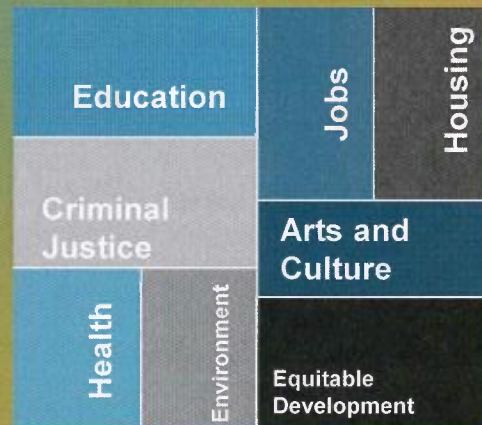 Education
Jobs
Housing
Criminal
Justice
Arts and
Culture
Health
Environment
Equitable
Development